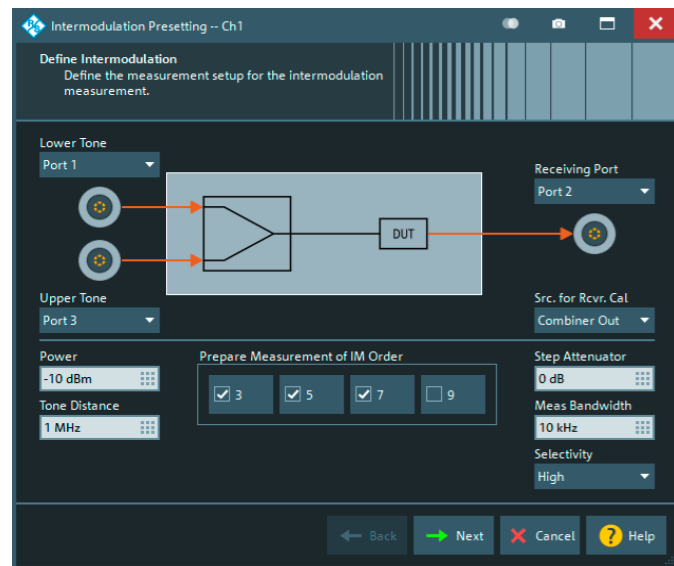 Intermodulation Presetting -- Ch1
Define Intermodulation
Define the measurement setup for the intermodulation
measurement.
Lower Tone
Port 1
Receiving Port
Port 2
DUT
Upper Tone
Port 3
Src. for Rcvr. Cal
Combiner Out
Power
-10 dBm
Tone Distance
1 MHz
Prepare Measurement of IM Order
3
5
7
9
Step Attenuator
0 dB
Meas Bandwidth
10 kHz
Selectivity
High
Back
Next
Cancel
? Help